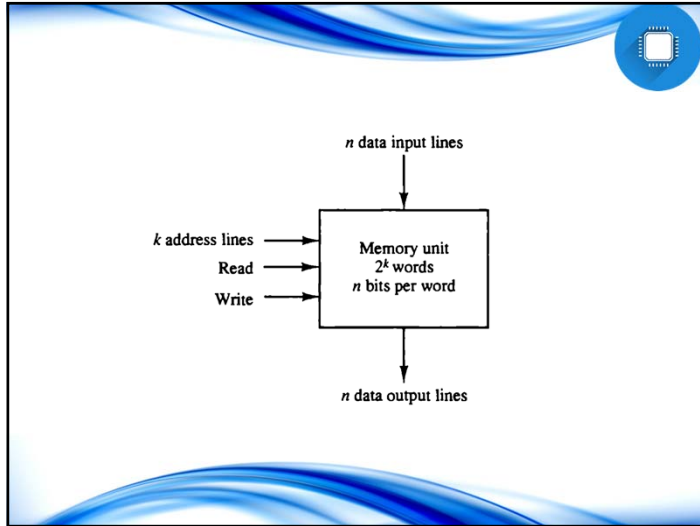 n data input lines
k address lines
Read
Write
Memory unit
2ᵏ words
n bits per word
n data output lines